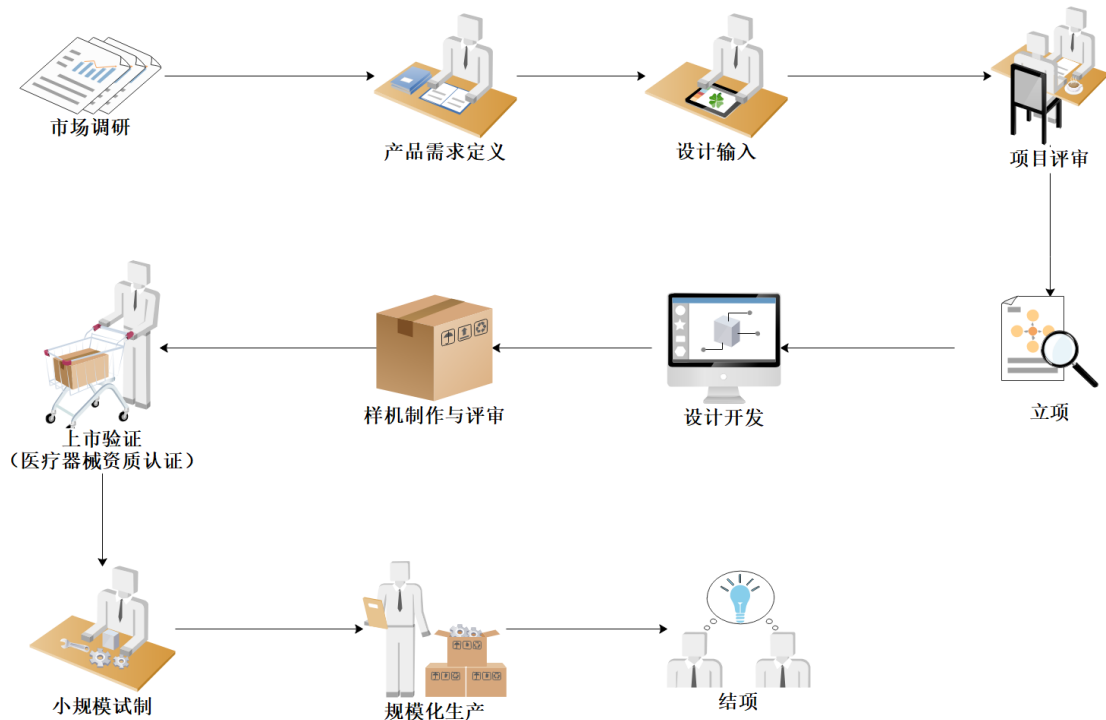 市场调研
产品需求定义
设计输入
项目评审
立项
设计开发
样机制作与评审
上市验证
（医疗器械资质认证）
小规模试制
规模化生产
结项